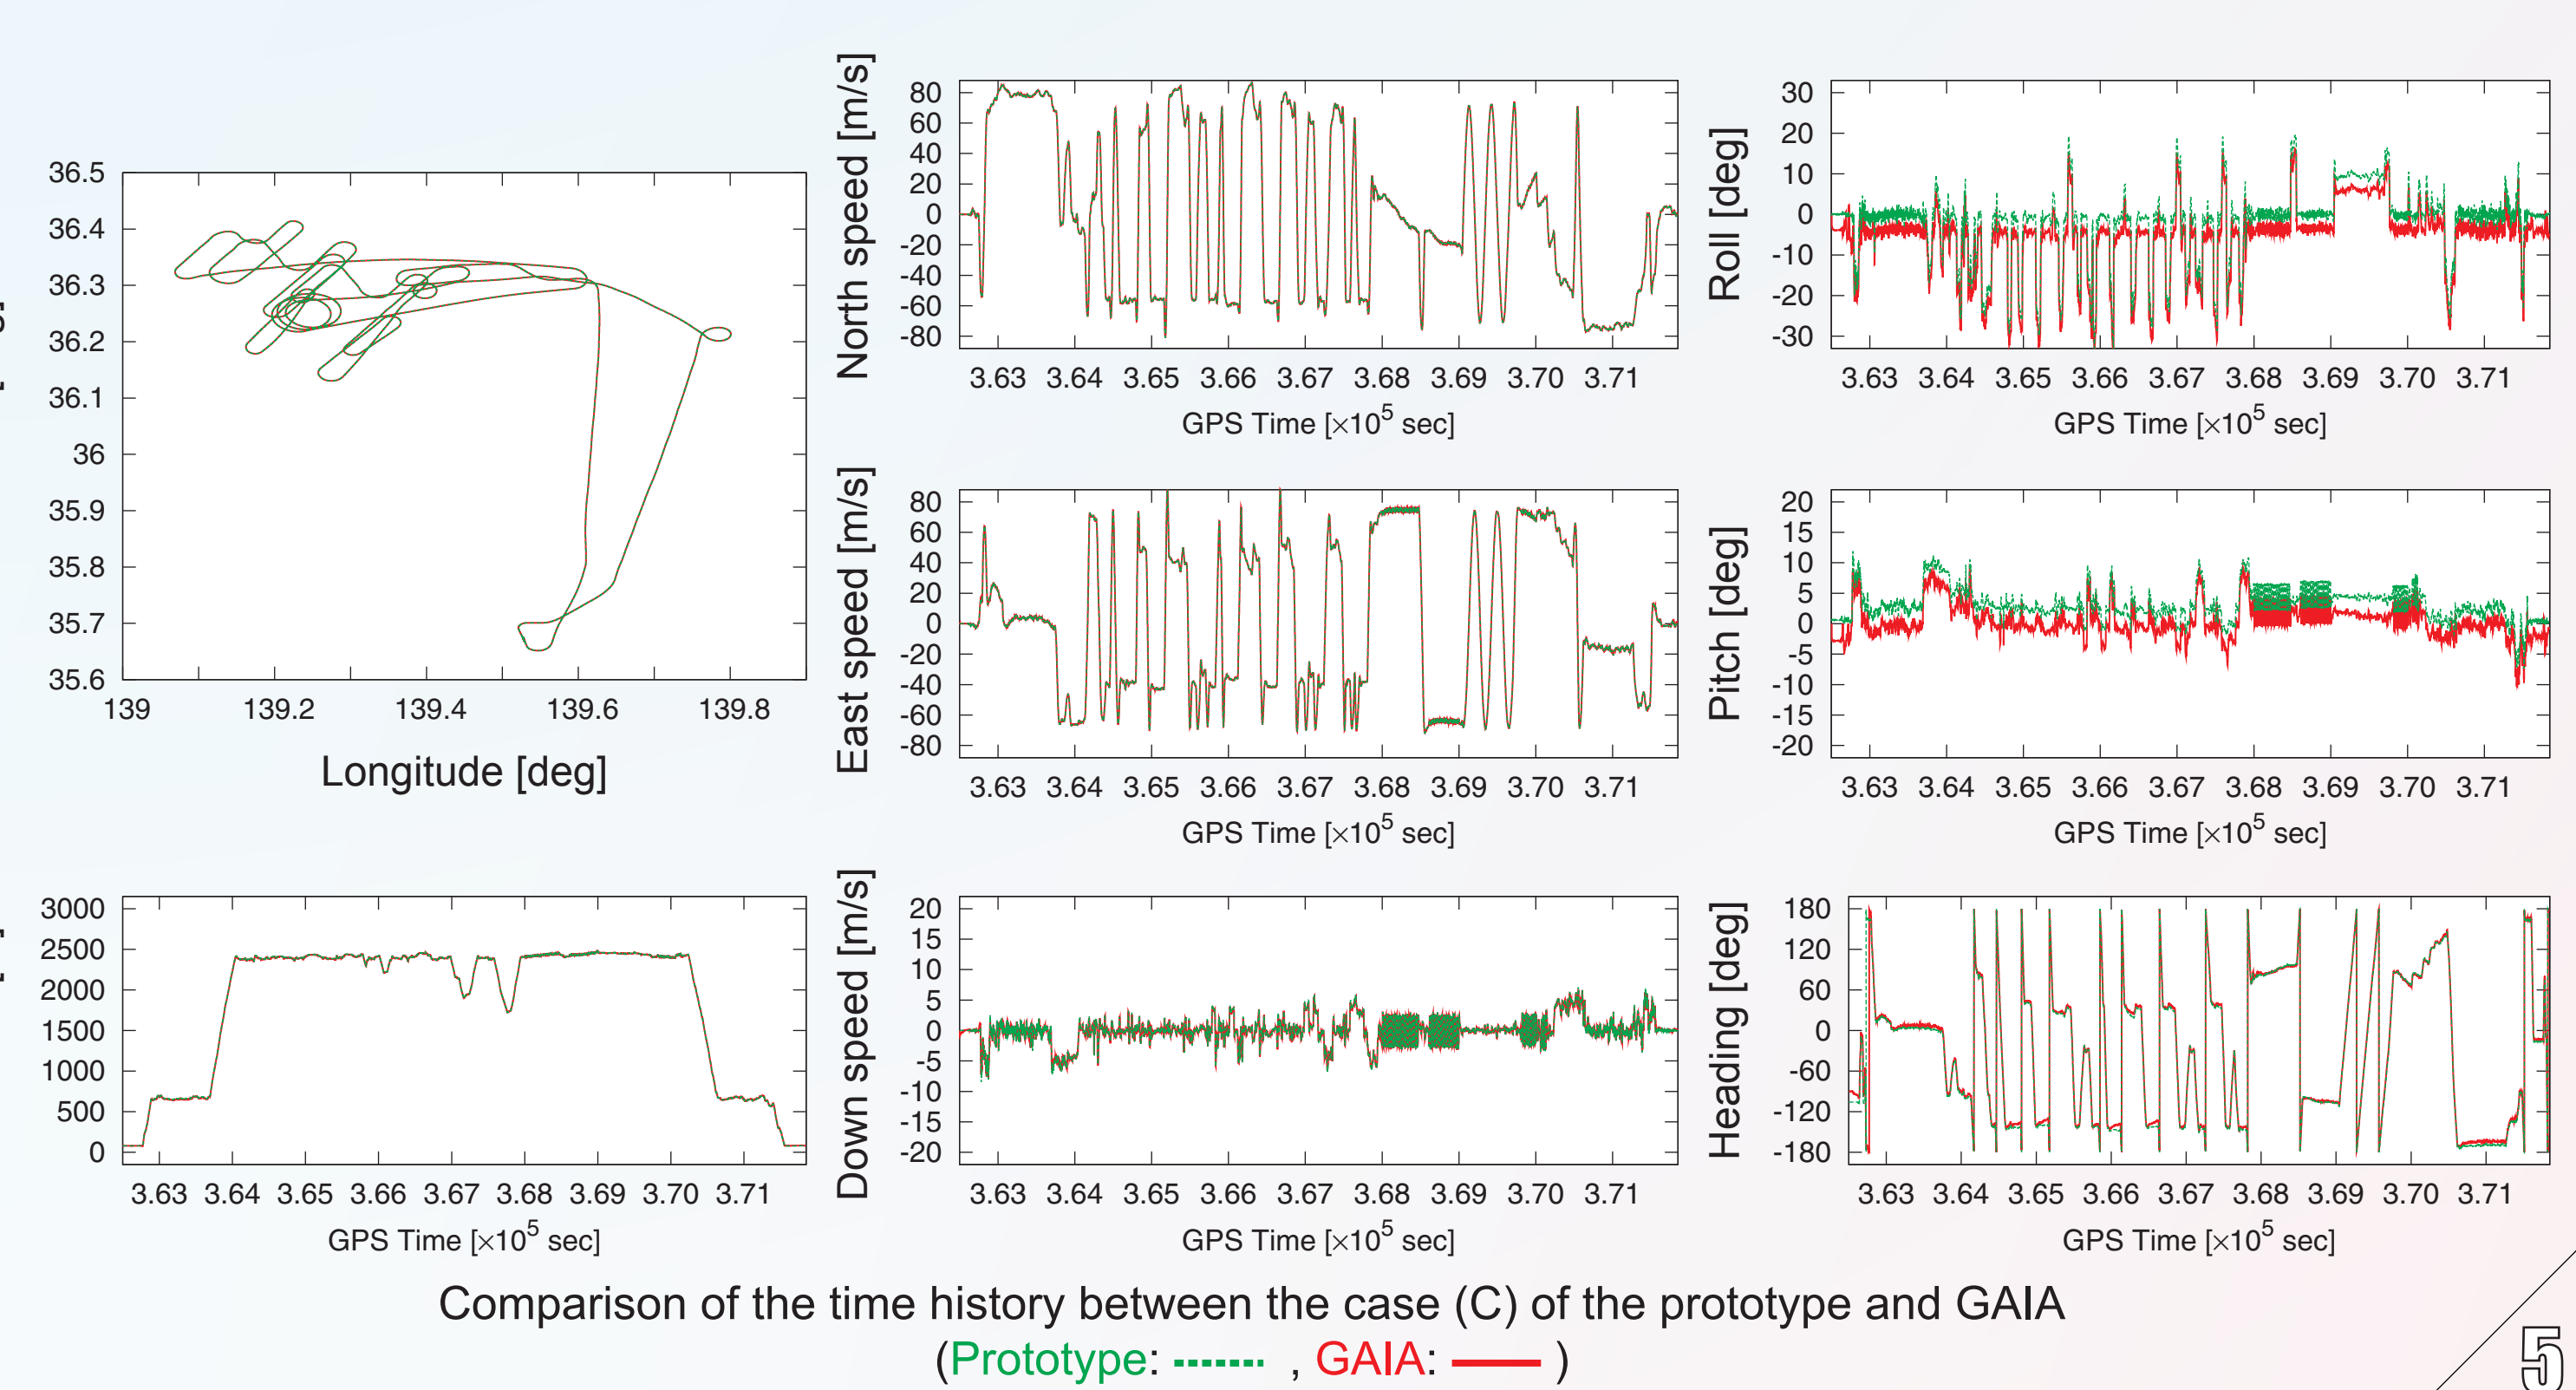 36.5
36.4
36.3
36.2
36.1
36
35.9
35.8
35.7
35.6
139 139.2 139.4 139.6 139.8
Longitude [deg]
3000
2500
2000
1500
1000
500
0
3.63 3.64 3.65 3.66 3.67 3.68 3.69 3.70 3.71
GPS Time [×10^5 sec]
North speed [m/s]
80
60
40
20
0
-20
-40
-60
-80
3.63 3.64 3.65 3.66 3.67 3.68 3.69 3.70 3.71
GPS Time [×10^5 sec]
East speed [m/s]
80
60
40
20
0
-20
-40
-60
-80
3.63 3.64 3.65 3.66 3.67 3.68 3.69 3.70 3.71
GPS Time [×10^5 sec]
Down speed [m/s]
20
15
10
5
0
-5
-10
-15
-20
3.63 3.64 3.65 3.66 3.67 3.68 3.69 3.70 3.71
GPS Time [×10^5 sec]
Roll [deg]
30
20
10
0
-10
-20
-30
3.63 3.64 3.65 3.66 3.67 3.68 3.69 3.70 3.71
GPS Time [×10^5 sec]
Pitch [deg]
20
15
10
5
0
-5
-10
-15
-20
3.63 3.64 3.65 3.66 3.67 3.68 3.69 3.70 3.71
GPS Time [×10^5 sec]
Heading [deg]
180
120
60
0
-60
-120
-180
3.63 3.64 3.65 3.66 3.67 3.68 3.69 3.70 3.71
GPS Time [×10^5 sec]
Comparison of the time history between the case (C) of the prototype and GAIA
(Prototype: , GAIA: )
5